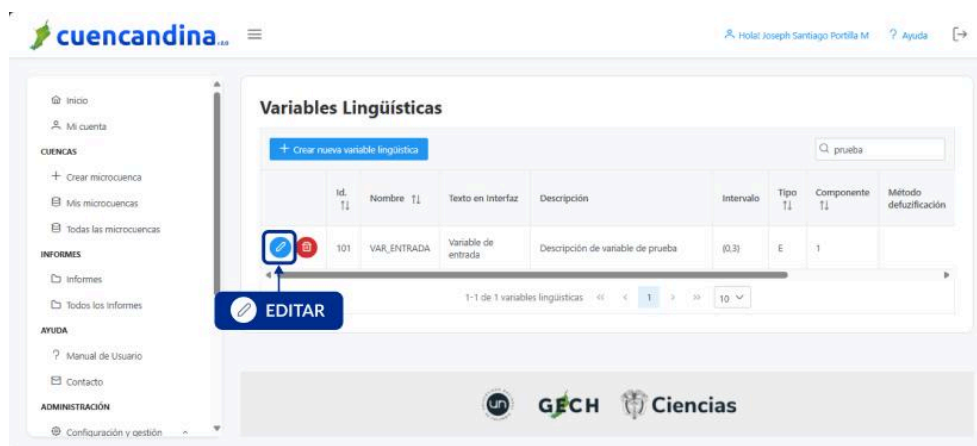 cuencandina
Hola! Joseph Santiago Portilla M
Ayuda
Inicio
Mi cuenta
CUENCAS
Crear microcuenca
Mis microcuencas
Todas las microcuencas
INFORMES
Informes
Todos los Informes
AYUDA
Manual de Usuario
Contacto
ADMINISTRACIÓN
Configuración y gestión
Variables Lingüísticas
+ Crear nueva variable lingüística
prueba
Id. Nombre Texto en Interfaz Descripción Intervalo Tipo Componente Método
defuzificación
101 VAR_ENTRADA Variable de Descripción de variable de prueba (0,3) E 1
entrada
EDITAR
1-1 de 1 variables lingüísticas << < 1 > >> 10
un GECH Ciencias